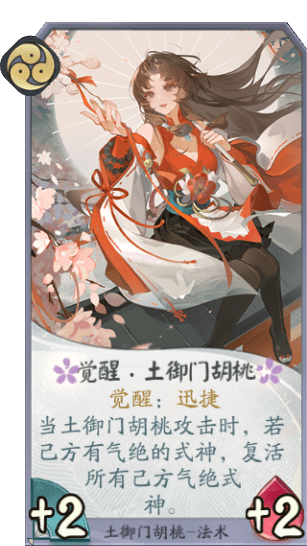 觉醒·土御门胡桃
觉醒：迅捷
当土御门胡桃攻击时，若
己方有气绝的式神，复活
所有己方气绝式
神。
+2
+2
土御门胡桃-法术